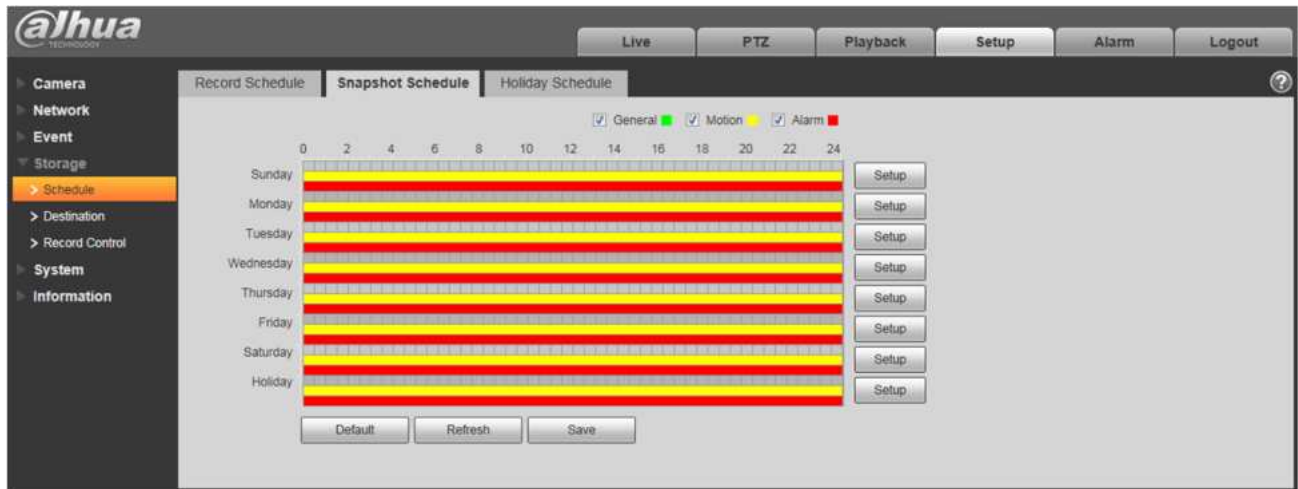 alhua
TECHNOLOGY
Live PTZ Playback Setup Alarm Logout
Camera
Network
Event
Storage
> Schedule
> Destination
> Record Control
System
Information
Record Schedule Snapshot Schedule Holiday Schedule ?
General Motion Alarm
0 2 4 6 8 10 12 14 16 18 20 22 24
Sunday Setup
Monday Setup
Tuesday Setup
Wednesday Setup
Thursday Setup
Friday Setup
Saturday Setup
Holiday Setup
Default Refresh Save